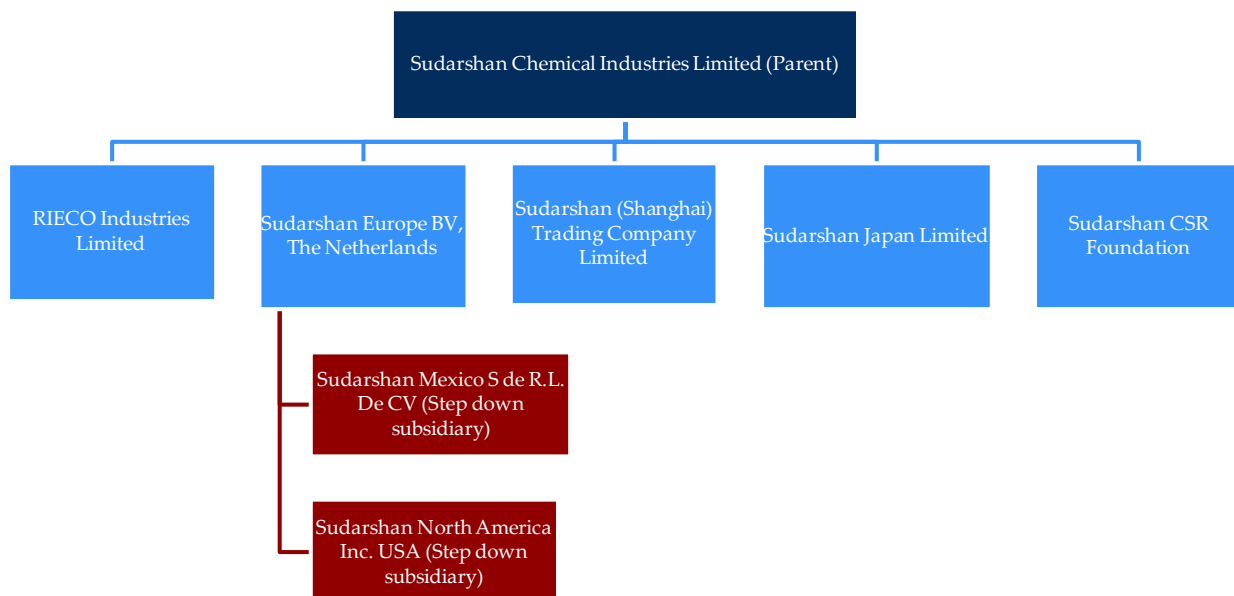 Sudarshan Chemical Industries Limited (Parent)
RIECO Industries
Limited
Sudarshan Europe BV,
The Netherlands
Sudarshan (Shanghai)
Trading Company
Limited
Sudarshan Japan Limited
Sudarshan CSR
Foundation
Sudarshan Mexico S de R.L.
De CV (Step down
subsidiary)
Sudarshan North America
Inc. USA (Step down
subsidiary)